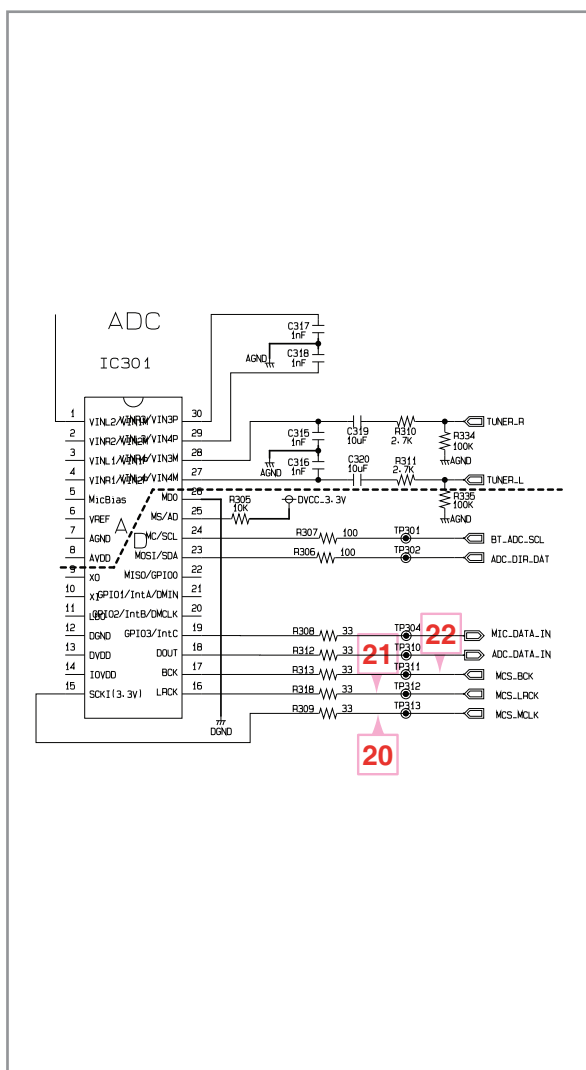 ADC
IC301
C317
1nF
AGND
C318
1nF
1 VINL2/VIN1M VINR3/VIN3P 30
2 VINR2/VIN2M VINL3/VIN4P 29
3 VINL1/VIN1P VINR4/VIN3M 28
4 VINR1/VIN2P VINL4/VIN4M 27
5 MicBias MD0 26
6 VREF MS/AD 25
7 AGND MC/SCL 24
8 AVDD MOSI/SDA 23
9 XO MISO/GPIO0 22
10 XI GPIO1/IntA/DMIN 21
11 LDO GPIO2/IntB/DMCLK 20
12 DGND GPIO3/IntC 19
13 DVDD DOUT 18
14 IOVDD BCK 17
15 SCKI(3.3V) LRCK 16
A
D
C315
1nF
AGND
C316
1nF
C319
10uF
R310
2.7K
TUNER_R
R334
100K
AGND
C320
10uF
R311
2.7K
TUNER_L
R335
100K
AGND
R305
10K
DVCC_3.3V
R307 100 TP301 BT_ADC_SCL
R306 100 TP302 ADC_DIR_DAT
R308 33 TP304 MIC_DATA_IN
R312 33 TP310 ADC_DATA_IN
R313 33 TP311 MCS_BCK
R318 33 TP312 MCS_LRCK
R309 33 TP313 MCS_MCLK
DGND
22
21
20